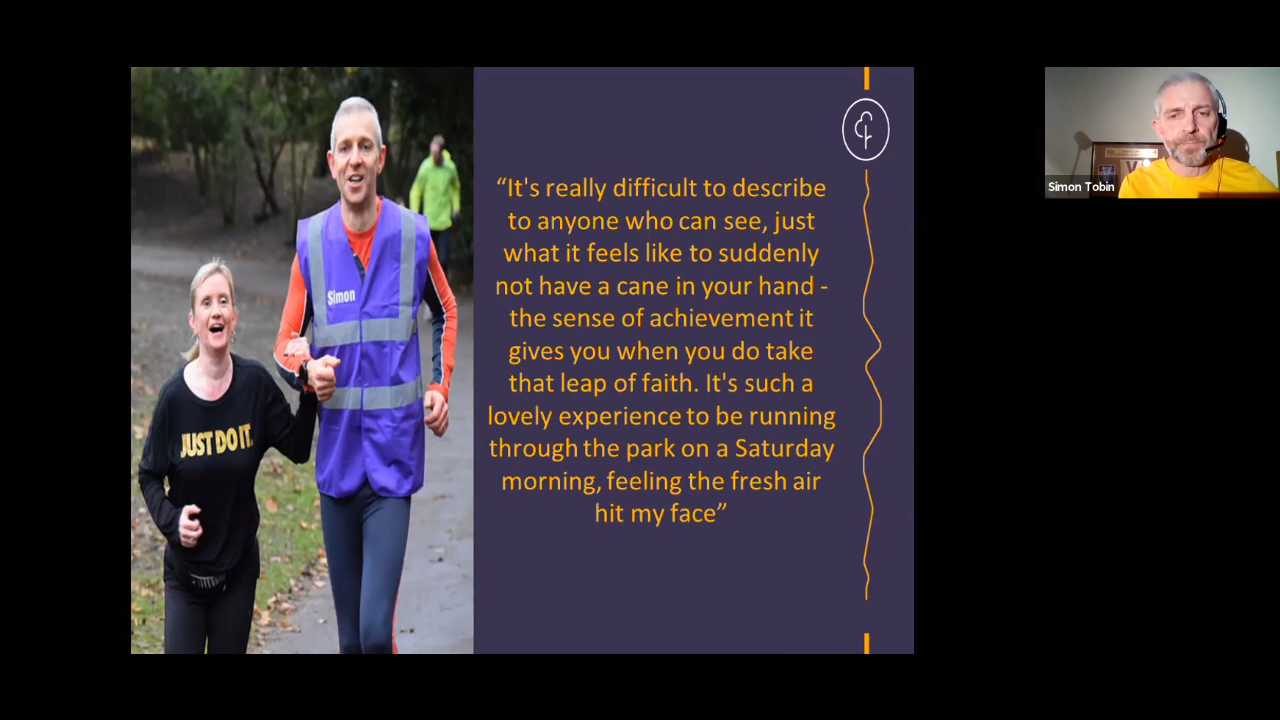 “It's really difficult to describe
to anyone who can see, just
what it feels like to suddenly
not have a cane in your hand -
the sense of achievement it
gives you when you do take
that leap of faith. It's such a
lovely experience to be running
through the park on a Saturday
morning, feeling the fresh air
hit my face”
Simon
JUST DO IT.
Simon Tobin